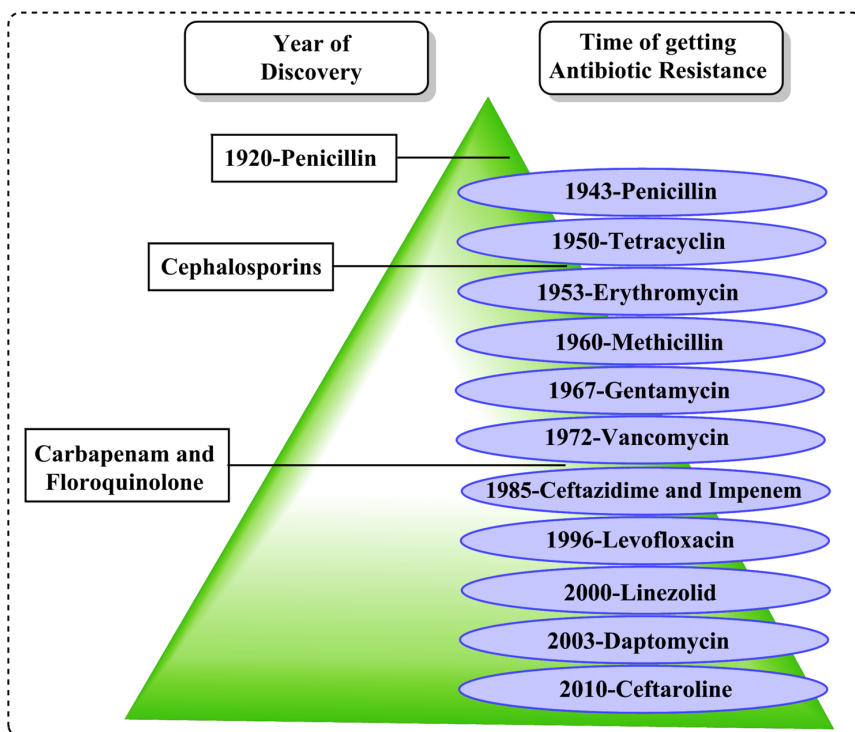 Year of
Discovery
Time of getting
Antibiotic Resistance
1920-Penicillin
1943-Penicillin
1950-Tetracyclin
Cephalosporins
1953-Erythromycin
1960-Methicillin
1967-Gentamycin
1972-Vancomycin
Carbapenam and
Floroquinolone
1985-Ceftazidime and Impenem
1996-Levofloxacin
2000-Linezolid
2003-Daptomycin
2010-Ceftaroline